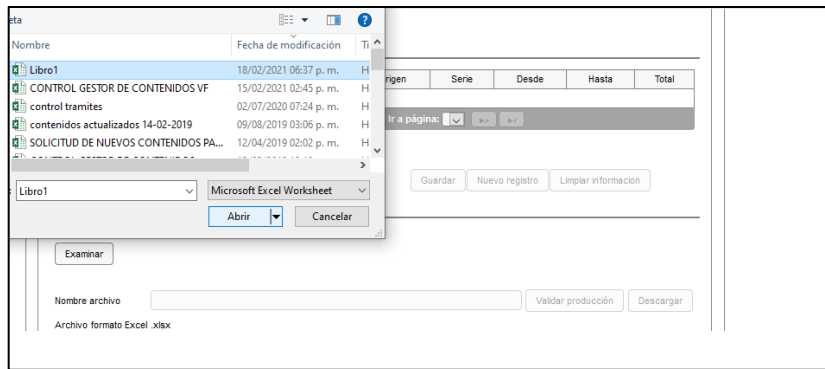 eta
Nombre Fecha de modificación Ti
Libro1 18/02/2021 06:37 p. m. H
CONTROL GESTOR DE CONTENIDOS VF 15/02/2021 02:45 p. m. H
control tramites 02/07/2020 07:24 p. m. H
contenidos actualizados 14-02-2019 09/08/2019 03:06 p. m. H
SOLICITUD DE NUEVOS CONTENIDOS PA... 12/04/2019 02:02 p. m. H
Libro1 Microsoft Excel Worksheet
Abrir Cancelar
rigen Serie Desde Hasta Total
Ir a página:
Guardar Nuevo registro Limpiar informacion
Examinar
Nombre archivo Validar producción Descargar
Archivo formato Excel .xlsx